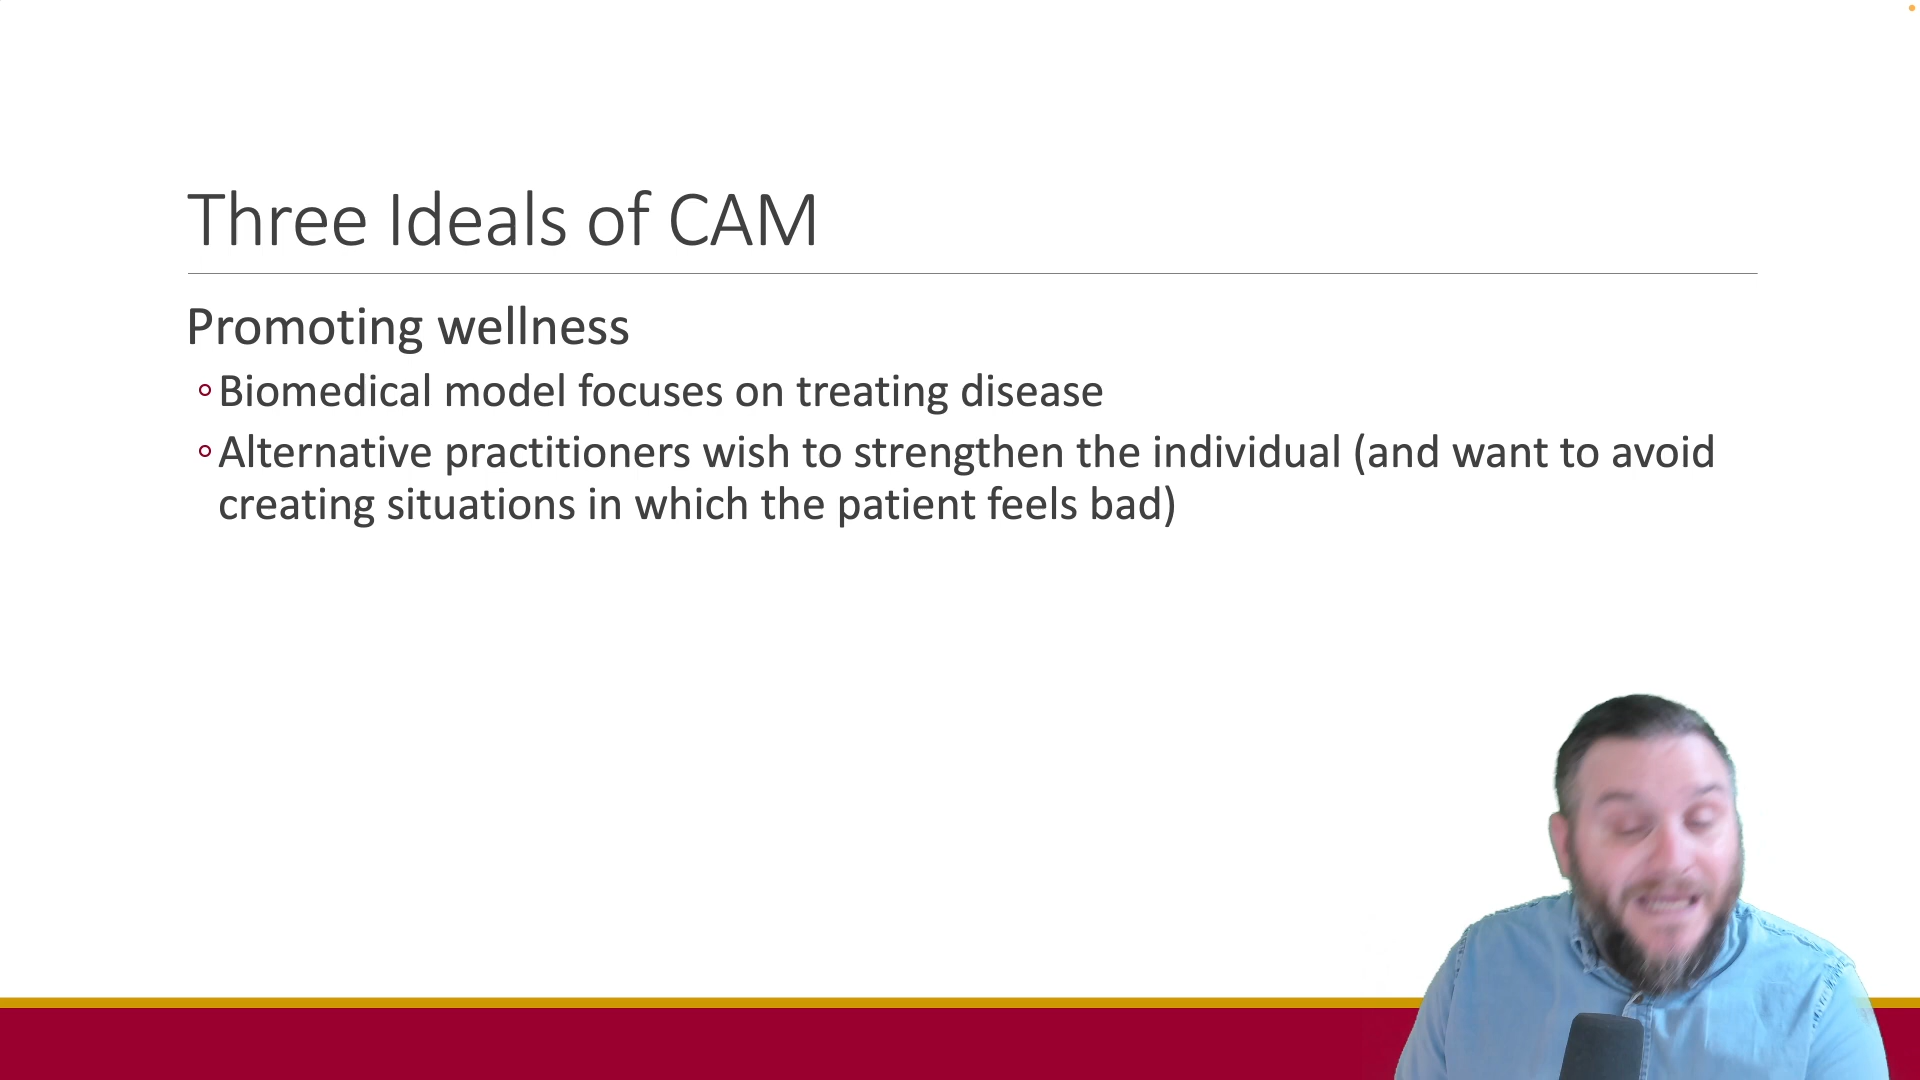 Three Ideals of CAM
Promoting wellness
◦Biomedical model focuses on treating disease
◦Alternative practitioners wish to strengthen the individual (and want to avoid
creating situations in which the patient feels bad)